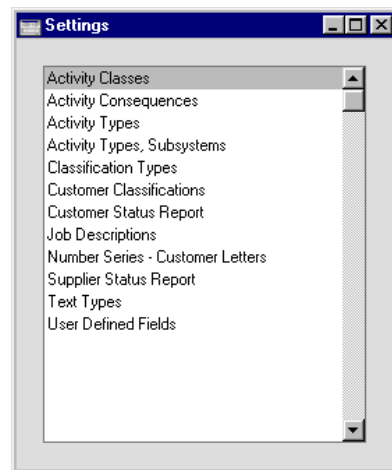 Settings
Activity Classes
Activity Consequences
Activity Types
Activity Types, Subsystems
Classification Types
Customer Classifications
Customer Status Report
Job Descriptions
Number Series - Customer Letters
Supplier Status Report
Text Types
User Defined Fields